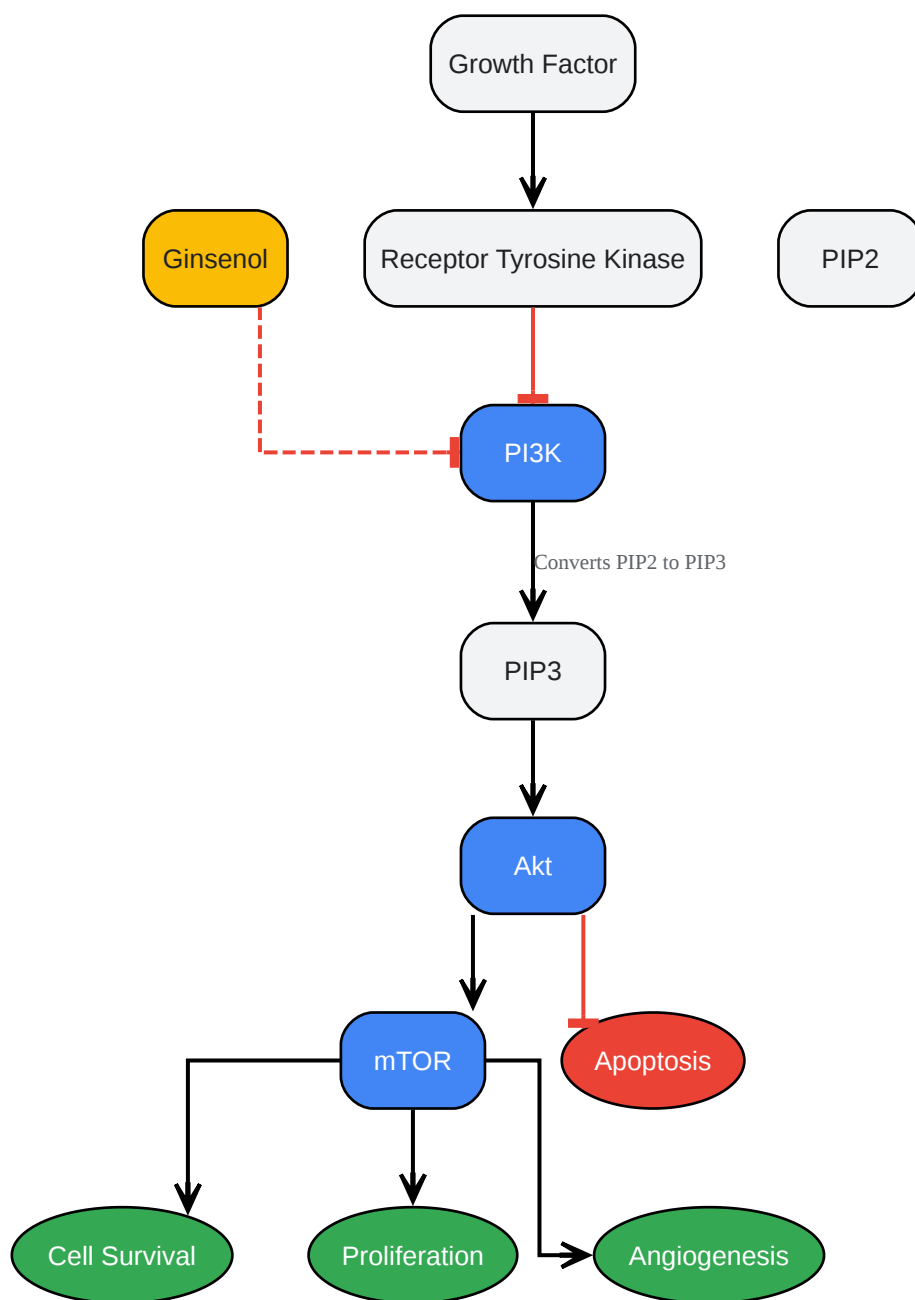 Growth Factor
Ginsenol
Receptor Tyrosine Kinase
PIP2
PI3K
Converts PIP2 to PIP3
PIP3
Akt
mTOR
Apoptosis
Cell Survival
Proliferation
Angiogenesis